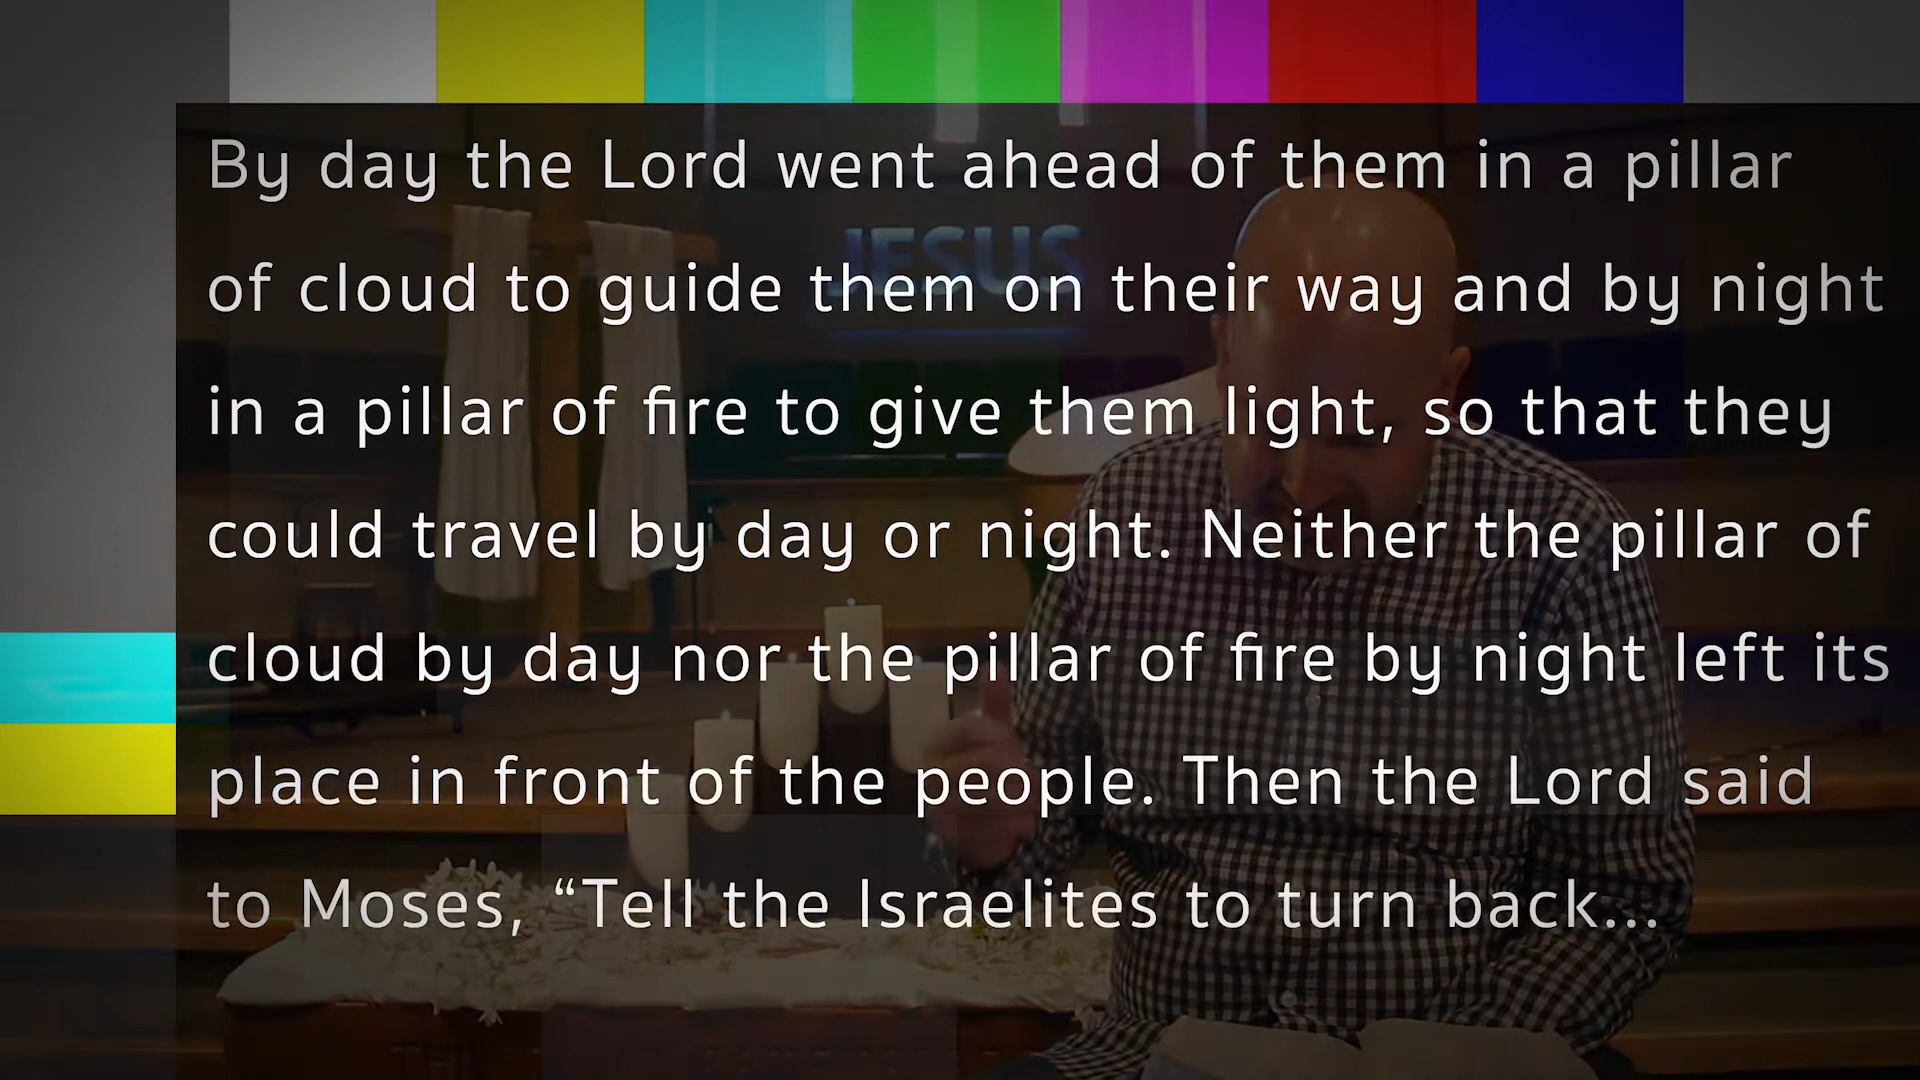 By day the Lord went ahead of them in a pillar
of cloud to guide them on their way and by night
in a pillar of fire to give them light, so that they
could travel by day or night. Neither the pillar of
cloud by day nor the pillar of fire by night left its
place in front of the people. Then the Lord said
to Moses, “Tell the Israelites to turn back...
JESUS